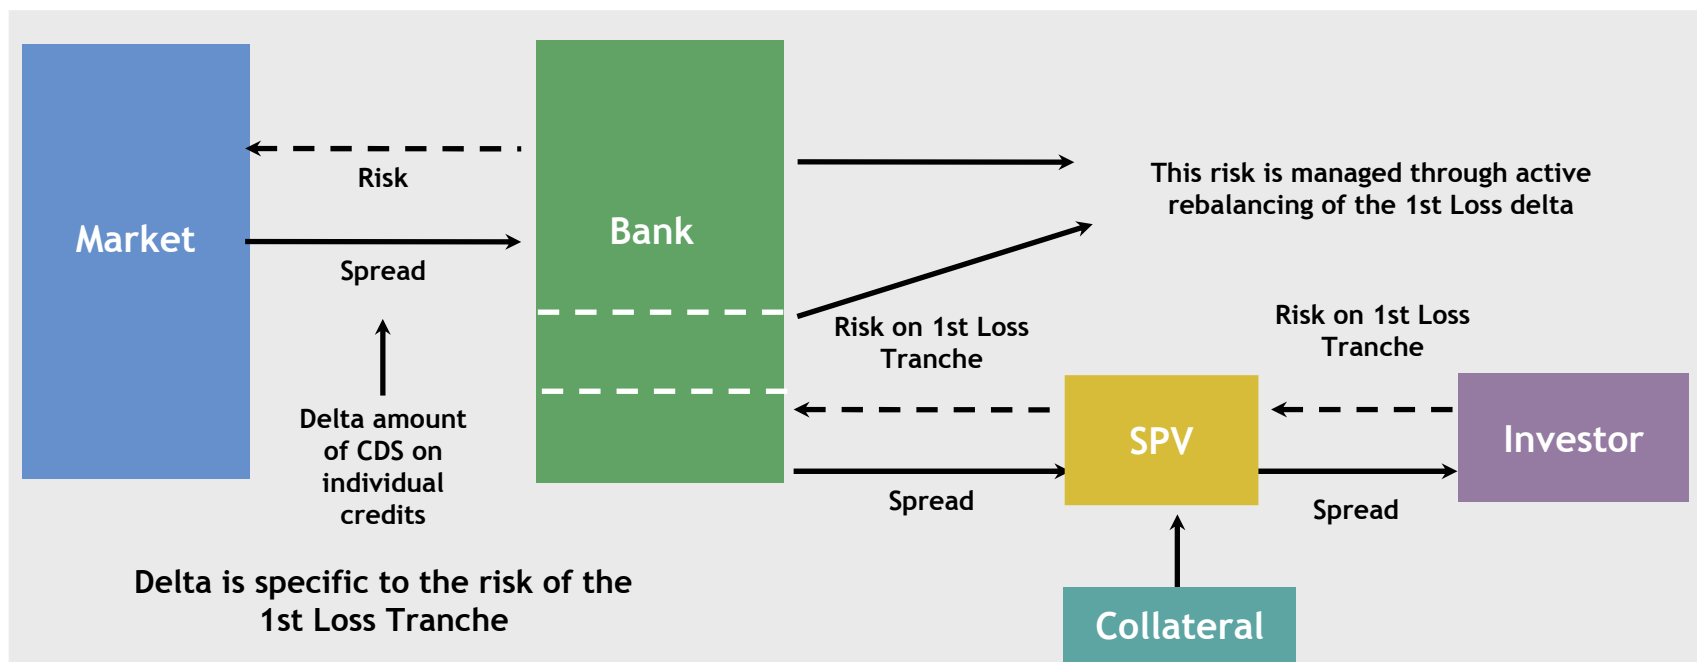 Market
Risk
Spread
Delta amount
of CDS on
individual
credits
Delta is specific to the risk of the
1st Loss Tranche
Bank
This risk is managed through active
rebalancing of the 1st Loss delta
Risk on 1st Loss
Tranche
Spread
SPV
Collateral
Risk on 1st Loss
Tranche
Spread
Investor